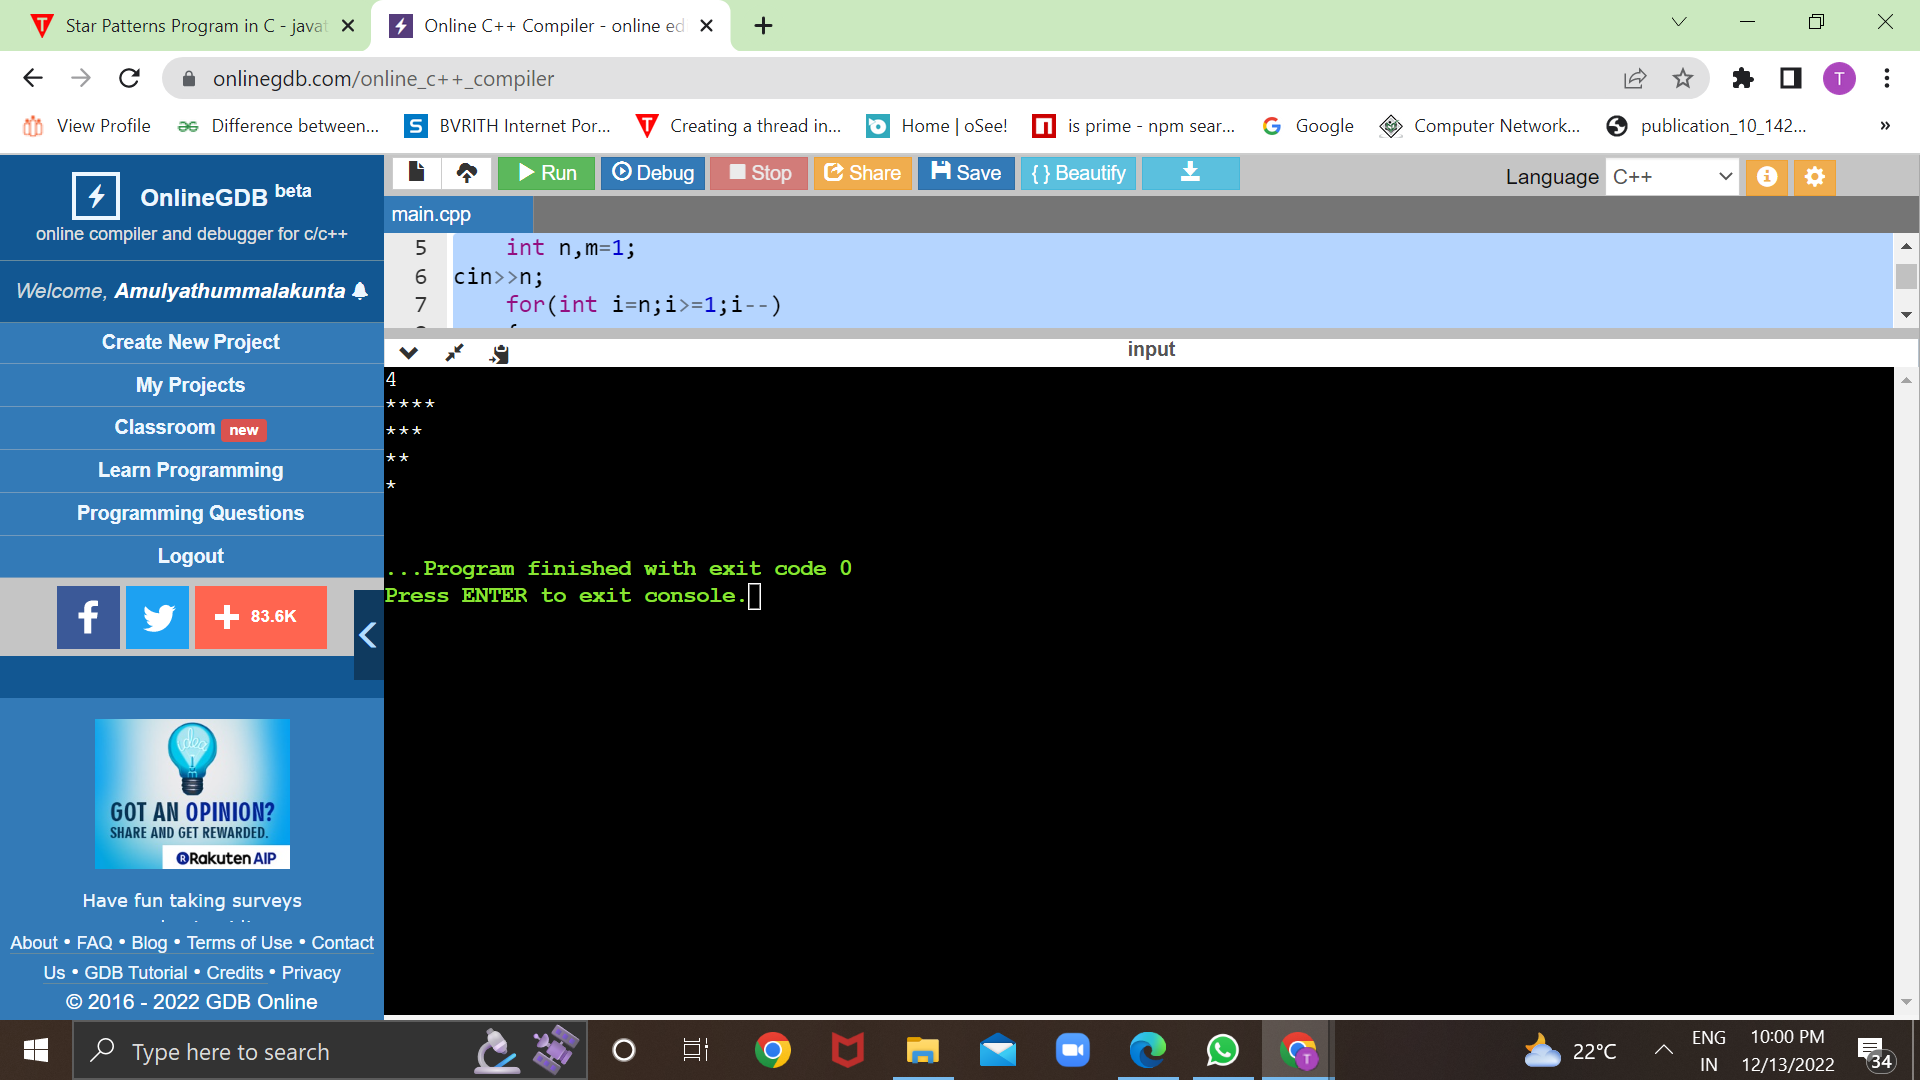 Star Patterns Program in C - javat
Online C++ Compiler - online ed
onlinegdb.com/online_c++_compiler
T
View Profile
Difference between...
BVRITH Internet Por...
Creating a thread in...
Home | oSee!
is prime - npm sear...
Google
Computer Network...
publication_10_142...
»
OnlineGDB beta
online compiler and debugger for c/c++
Welcome, Amulyathummalakunta
Create New Project
My Projects
Classroom new
Learn Programming
Programming Questions
Logout
83.6K
idea
GOT AN OPINION?
SHARE AND GET REWARDED.
Rakuten AIP
Have fun taking surveys
About • FAQ • Blog • Terms of Use • Contact
Us • GDB Tutorial • Credits • Privacy
© 2016 - 2022 GDB Online
Run
Debug
Stop
Share
Save
{ } Beautify
Language C++
main.cpp
5 int n,m=1;
6 cin>>n;
7 for(int i=n;i>=1;i--)
input
4
****
***
**
*
...Program finished with exit code 0
Press ENTER to exit console.
Type here to search
22°C
ENG
IN
10:00 PM
12/13/2022
34